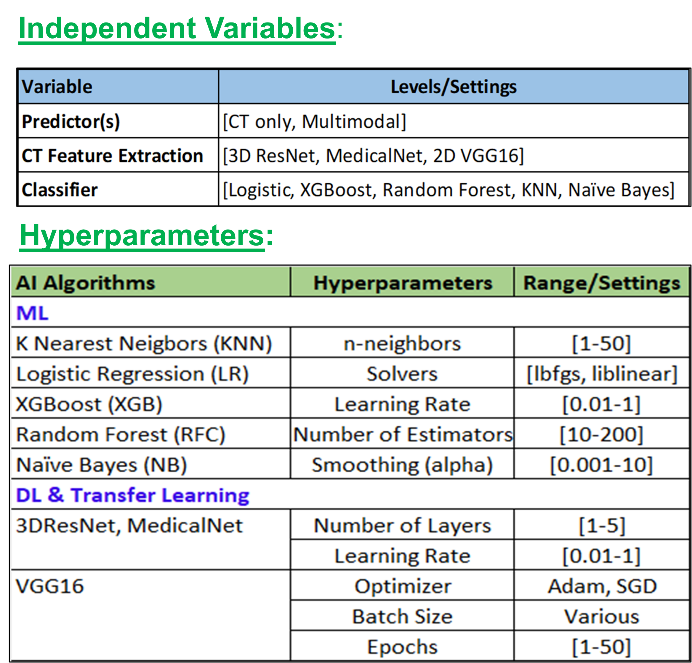 Independent Variables:
Variable Levels/Settings
Predictor(s) [CT only, Multimodal]
CT Feature Extraction [3D ResNet, MedicalNet, 2D VGG16]
Classifier [Logistic, XGBoost, Random Forest, KNN, Naïve Bayes]
Hyperparameters:
AI Algorithms Hyperparameters Range/Settings
ML
K Nearest Neigbors (KNN) n-neighbors [1-50]
Logistic Regression (LR) Solvers [lbfgs, liblinear]
XGBoost (XGB) Learning Rate [0.01-1]
Random Forest (RFC) Number of Estimators [10-200]
Naïve Bayes (NB) Smoothing (alpha) [0.001-10]
DL & Transfer Learning
3DResNet, MedicalNet Number of Layers [1-5]
Learning Rate [0.01-1]
VGG16 Optimizer Adam, SGD
Batch Size Various
Epochs [1-50]